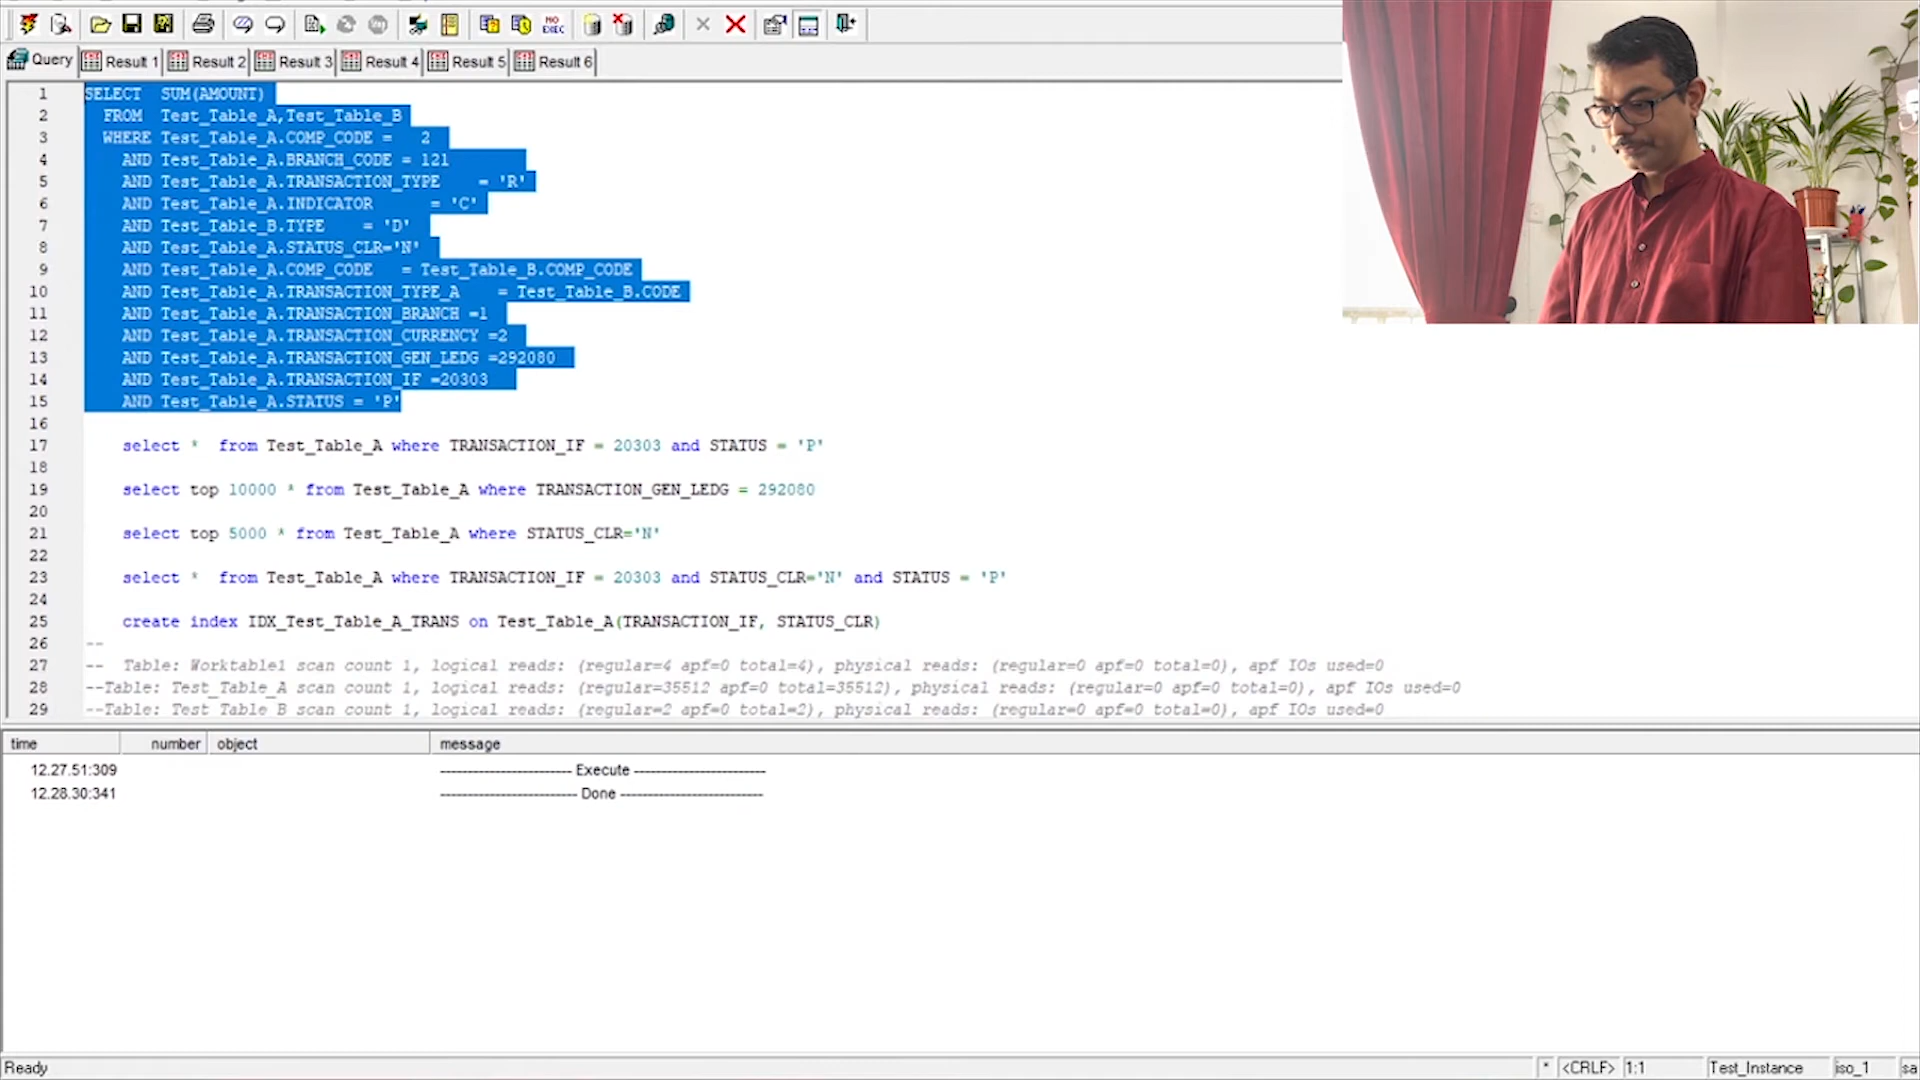 NO
EXEC
Query Result 1 Result 2 Result 3 Result 4 Result 5 Result 6
1 SELECT SUM(AMOUNT)
2 FROM Test_Table_A,Test_Table_B
3 WHERE Test_Table_A.COMP_CODE = 2
4 AND Test_Table_A.BRANCH_CODE = 121
5 AND Test_Table_A.TRANSACTION_TYPE = 'R'
6 AND Test_Table_A.INDICATOR = 'C'
7 AND Test_Table_B.TYPE = 'D'
8 AND Test_Table_A.STATUS_CLR='N'
9 AND Test_Table_A.COMP_CODE = Test_Table_B.COMP_CODE
10 AND Test_Table_A.TRANSACTION_TYPE_A = Test_Table_B.CODE
11 AND Test_Table_A.TRANSACTION_BRANCH =1
12 AND Test_Table_A.TRANSACTION_CURRENCY =2
13 AND Test_Table_A.TRANSACTION_GEN_LEDG =292080
14 AND Test_Table_A.TRANSACTION_IF =20303
15 AND Test_Table_A.STATUS = 'P'
16
17 select * from Test_Table_A where TRANSACTION_IF = 20303 and STATUS = 'P'
18
19 select top 10000 * from Test_Table_A where TRANSACTION_GEN_LEDG = 292080
20
21 select top 5000 * from Test_Table_A where STATUS_CLR='N'
22
23 select * from Test_Table_A where TRANSACTION_IF = 20303 and STATUS_CLR='N' and STATUS = 'P'
24
25 create index IDX_Test_Table_A_TRANS on Test_Table_A(TRANSACTION_IF, STATUS_CLR)
26 --
27 -- Table: Worktable1 scan count 1, logical reads: (regular=4 apf=0 total=4), physical reads: (regular=0 apf=0 total=0), apf IOs used=0
28 --Table: Test_Table_A scan count 1, logical reads: (regular=35512 apf=0 total=35512), physical reads: (regular=0 apf=0 total=0), apf IOs used=0
29 --Table: Test Table B scan count 1, logical reads: (regular=2 apf=0 total=2), physical reads: (regular=0 apf=0 total=0), apf IOs used=0
time number object message
12.27.51:309 ------------------------ Execute ------------------------
12.28.30:341 ------------------------- Done --------------------------
Ready * <CRLF> 1:1 Test_Instance iso_1 sa